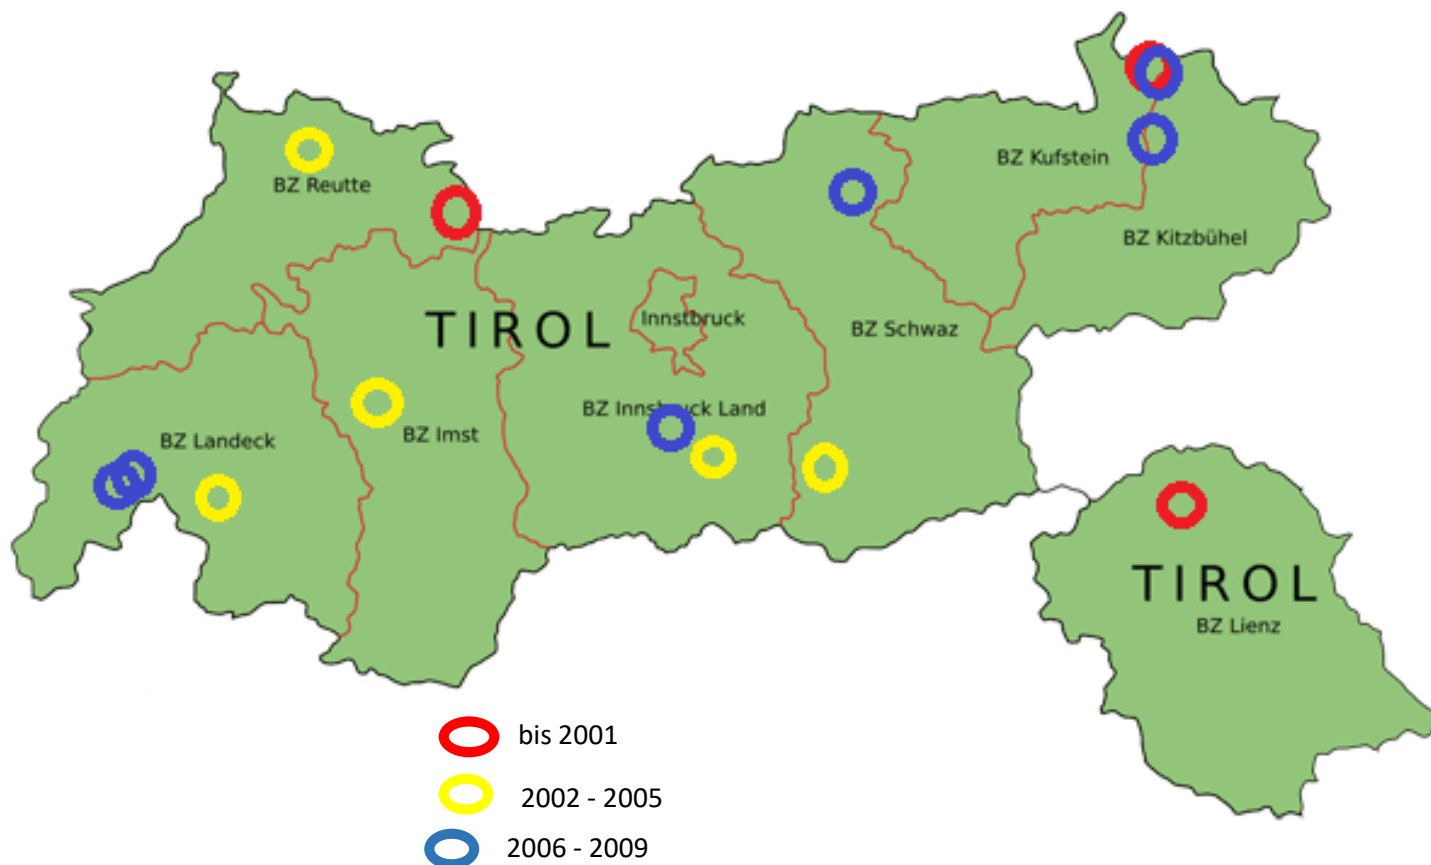 BZ Reutte
BZ Kufstein
BZ Kitzbühel
TIROL
Innstbruck
BZ Schwaz
BZ Innsbruck Land
BZ Imst
BZ Landeck
TIROL
BZ Lienz
bis 2001
2002 - 2005
2006 - 2009